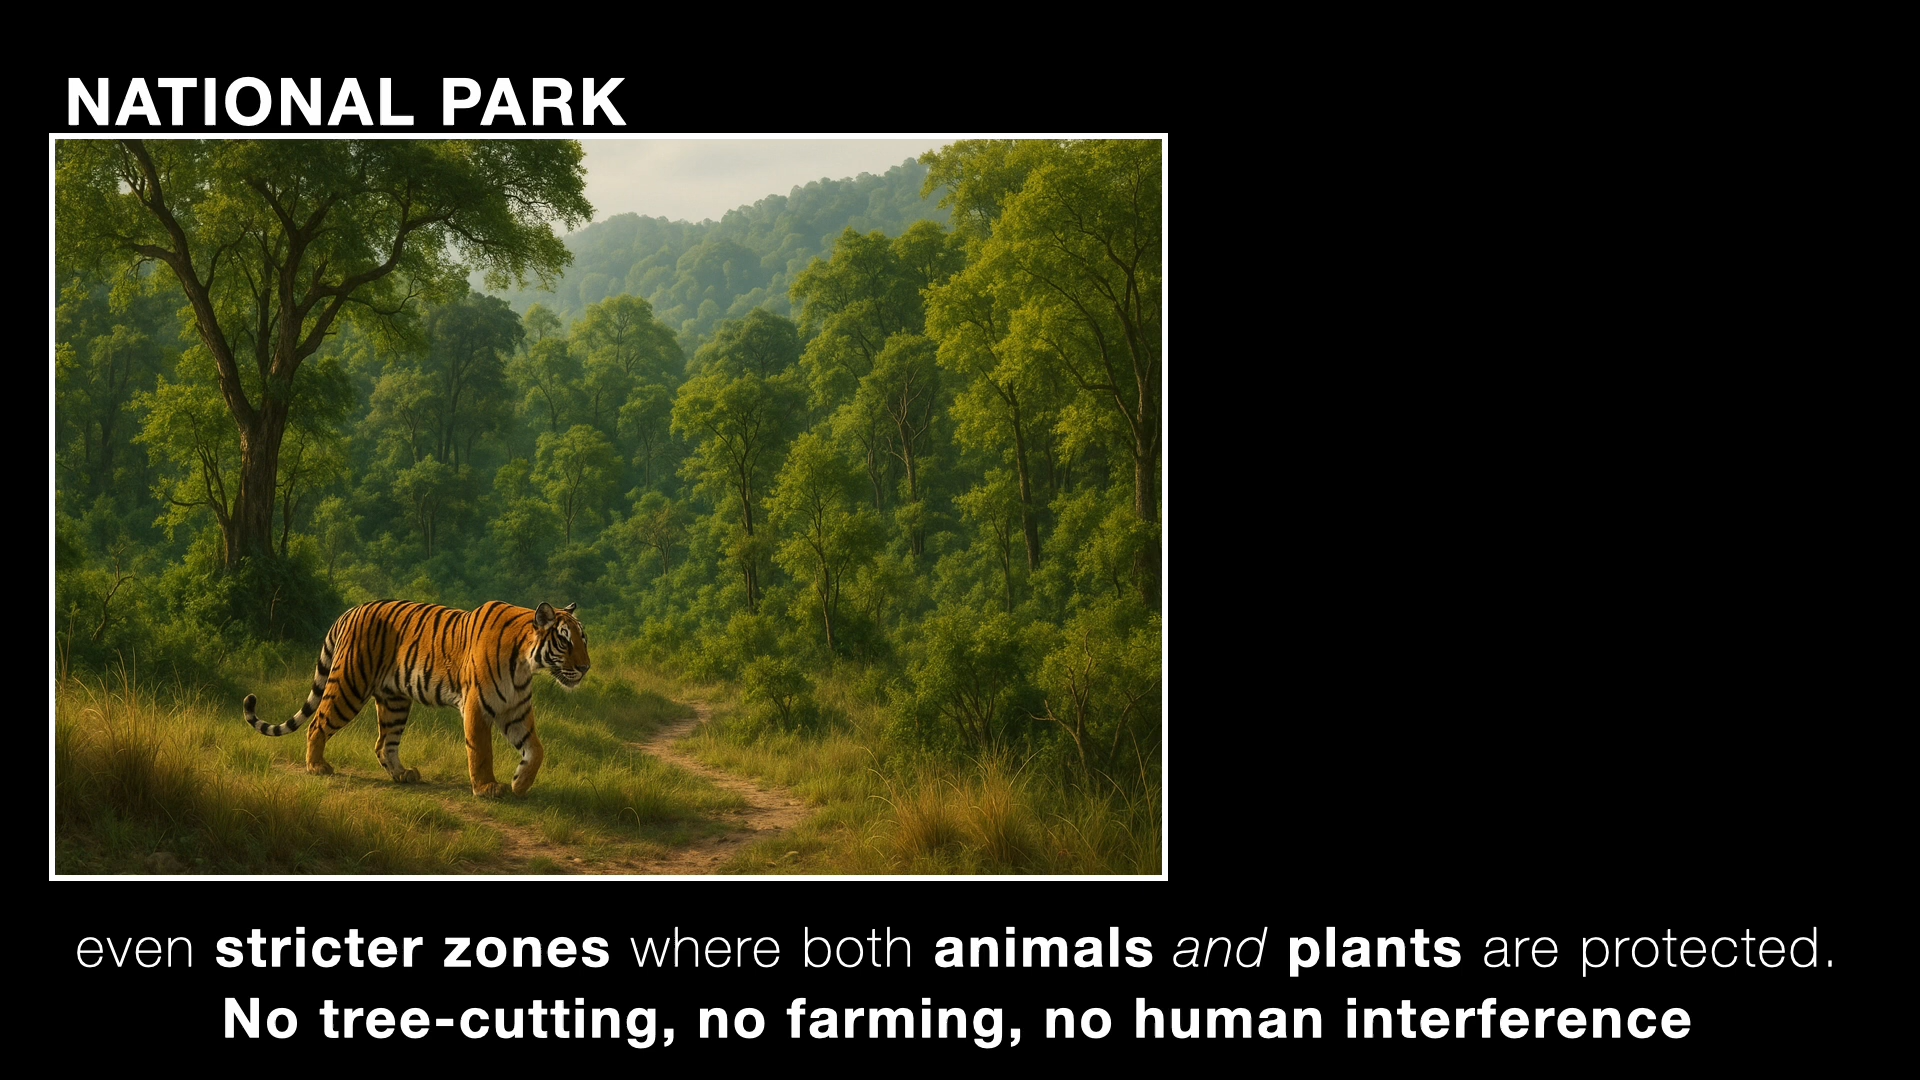 NATIONAL PARK
even stricter zones where both animals and plants are protected.
No tree-cutting, no farming, no human interference